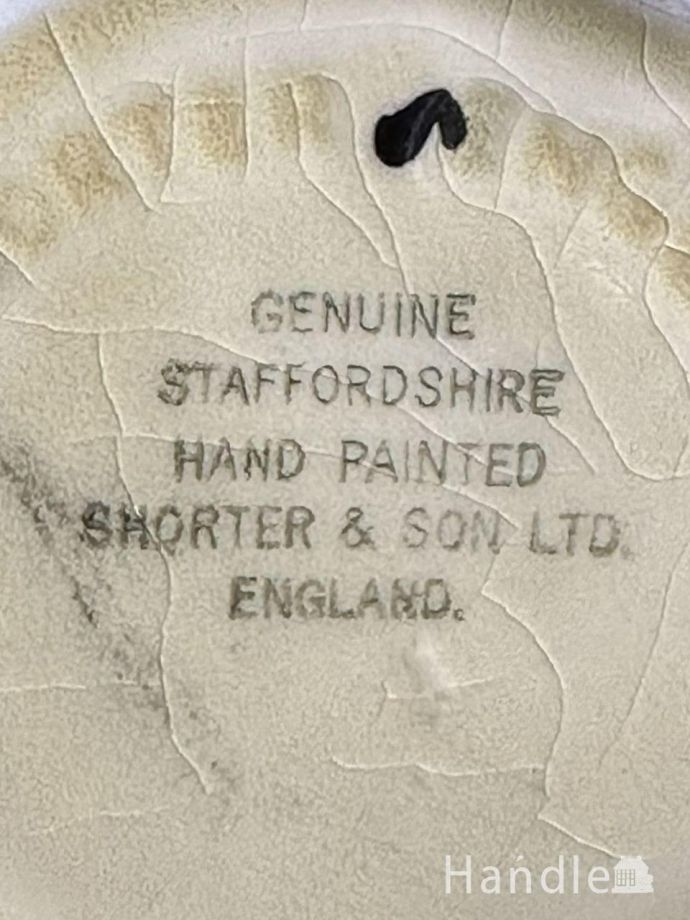 GENUINE
STAFFORDSHIRE
HAND PAINTED
SHORTER & SON LTD.
ENGLAND.
Handle